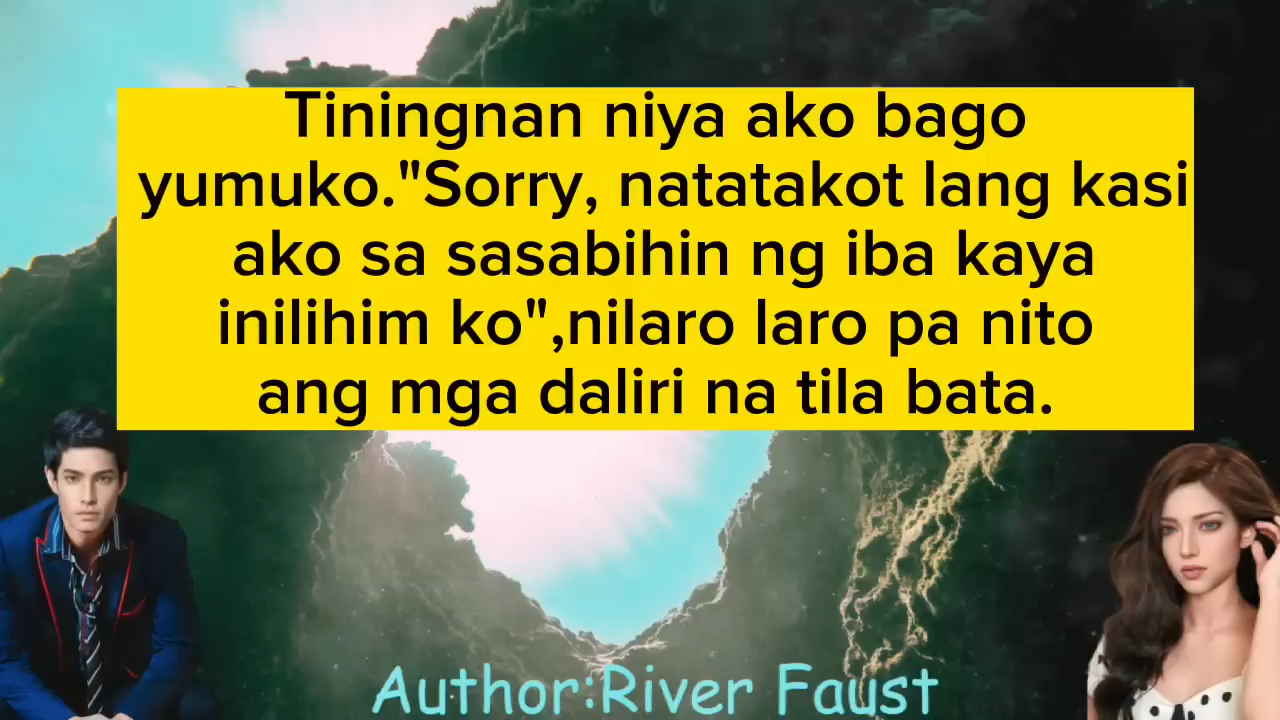 Tiningnan niya ako bago
yumuko."Sorry, natatakot lang kasi
ako sa sasabihin ng iba kaya
inilihim ko",nilaro laro pa nito
ang mga daliri na tila bata.
Author:River Faust